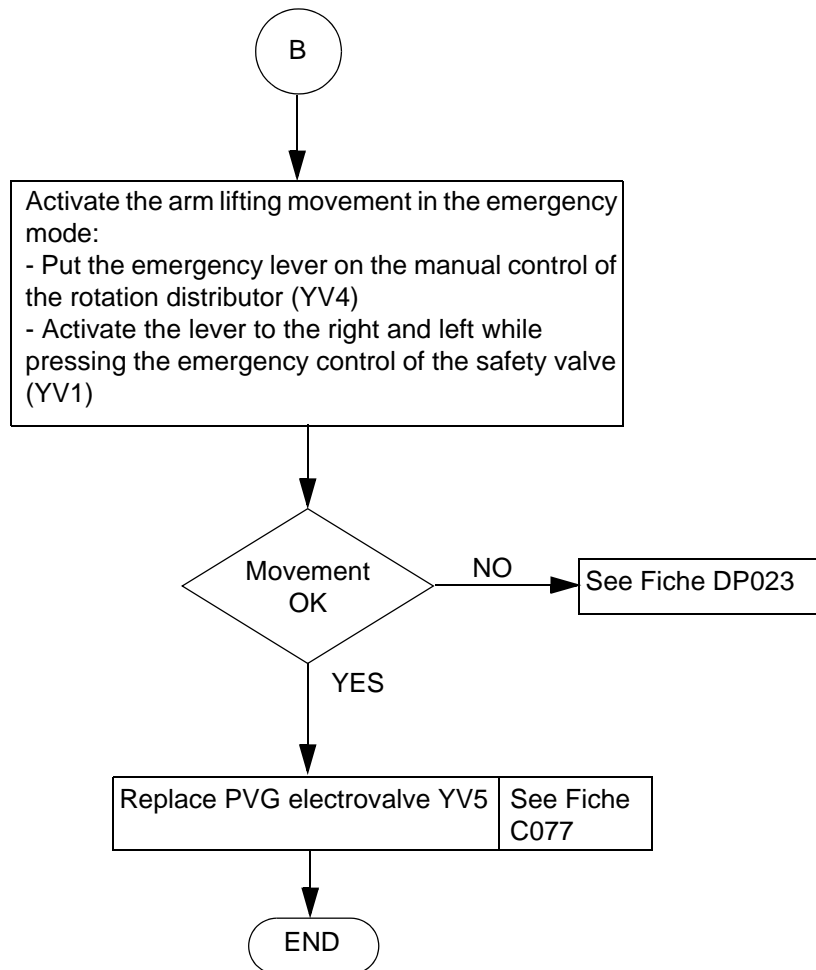 B
Activate the arm lifting movement in the emergency
mode:
- Put the emergency lever on the manual control of
the rotation distributor (YV4)
- Activate the lever to the right and left while
pressing the emergency control of the safety valve
(YV1)
Movement
OK
NO
See Fiche DP023
YES
Replace PVG electrovalve YV5
See Fiche
C077
END